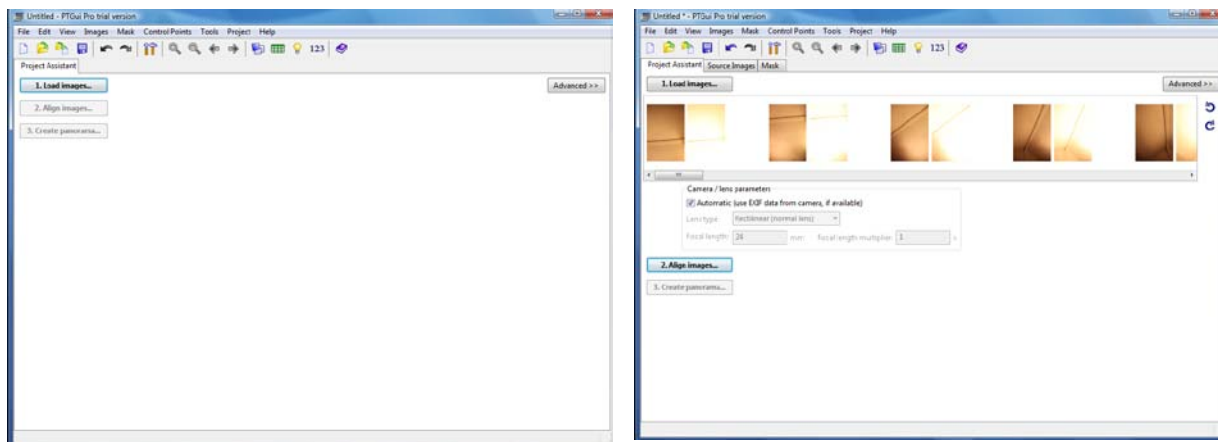 Untitled - PTGui Pro trial version
File Edit View Images Mask Control Points Tools Project Help
123
Project Assistant
1. Load images...
Advanced >>
2. Align images...
3. Create panorama...
Untitled * - PTGui Pro trial version
File Edit View Images Mask Control Points Tools Project Help
123
Project Assistant Source Images Mask
1. Load images...
Advanced >>
Camera / lens parameters
Automatic (use EXIF data from camera, if available)
Lens type: Rectilinear (normal lens)
Focal length: 26 mm Focal length multiplier: 1 x
2. Align images...
3. Create panorama...